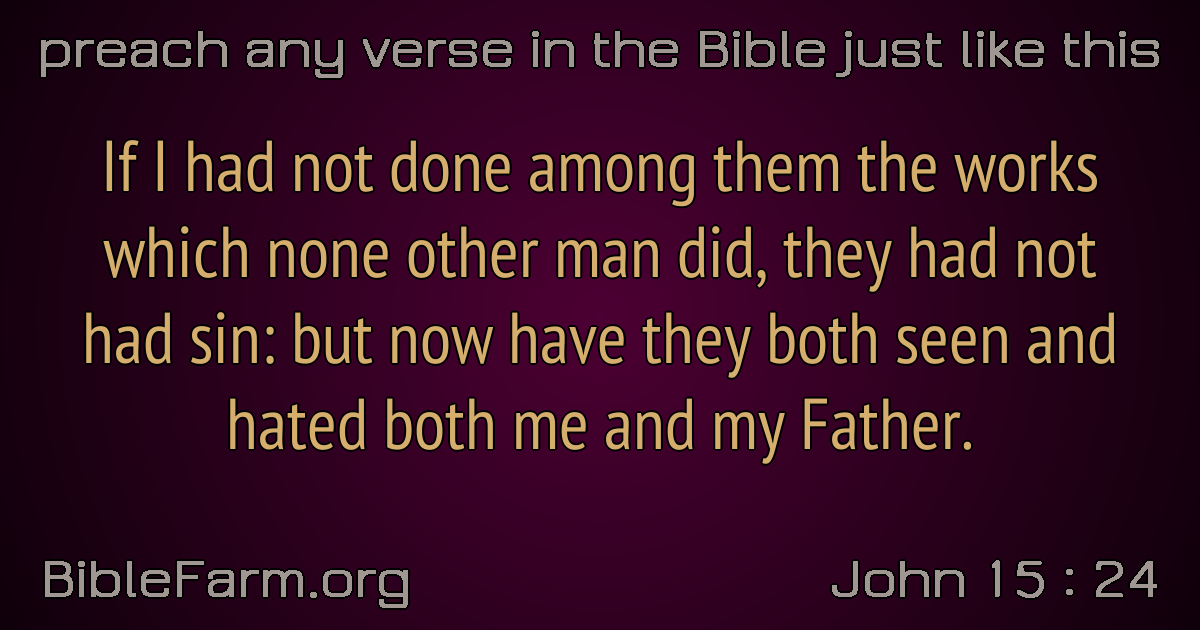 preach any verse in the Bible just like this
If I had not done among them the works
which none other man did, they had not
had sin: but now have they both seen and
hated both me and my Father.
BibleFarm.org
John 15 : 24